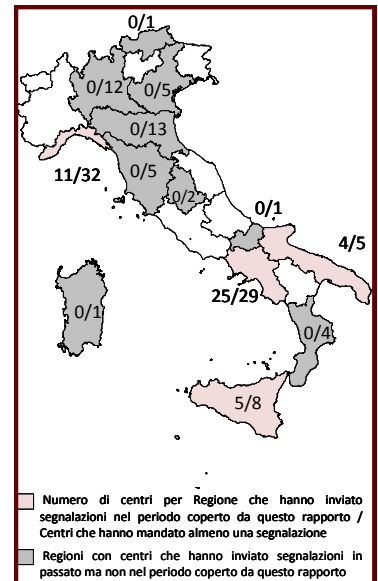 0/1
0/12
0/5
0/13
0/5
11/32
0/2
0/1
4/5
25/29
0/1
0/4
5/8
Numero di centri per Regione che hanno inviato
segnalazioni nel periodo coperto da questo rapporto /
Centri che hanno mandato almeno una segnalazione
Regioni con centri che hanno inviato segnalazioni in
passato ma non nel periodo coperto da questo rapporto